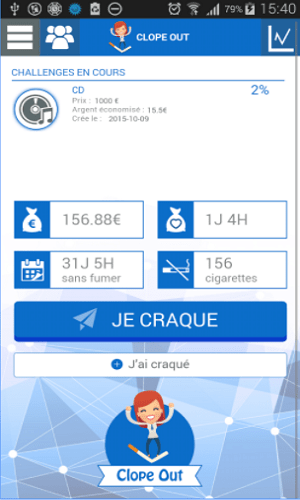 79% 15:40
CLOPE OUT
CHALLENGES EN COURS
CD 2%
Prix : 1000 €
Argent économisé : 15.5€
Crée le : 2015-10-09
156.88€ 1J 4H
31J 5H 156
sans fumer cigarettes
JE CRAQUE
J'ai craqué
Clope Out